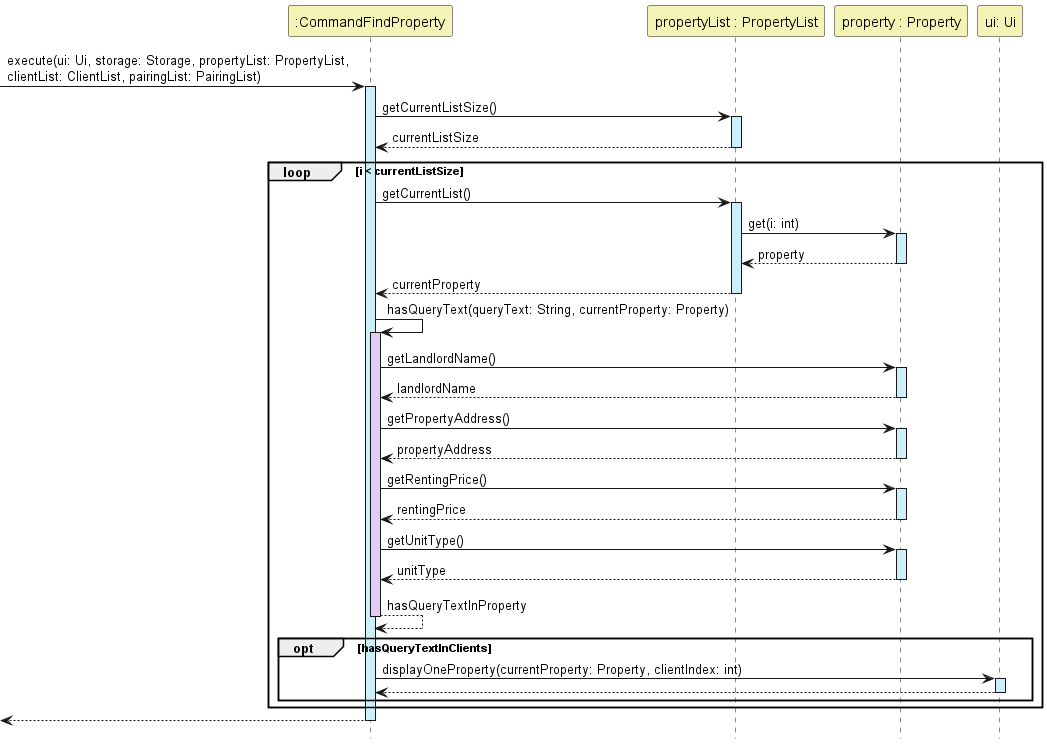 :CommandFindProperty
propertyList : PropertyList
property : Property
ui: Ui
execute(ui: Ui, storage: Storage, propertyList: PropertyList,
clientList: ClientList, pairingList: PairingList)
getCurrentListSize()
currentListSize
loop
[i < currentListSize]
getCurrentList()
get(i: int)
property
currentProperty
hasQueryText(queryText: String, currentProperty: Property)
getLandlordName()
landlordName
getPropertyAddress()
propertyAddress
getRentingPrice()
rentingPrice
getUnitType()
unitType
hasQueryTextInProperty
opt
[hasQueryTextInClients]
displayOneProperty(currentProperty: Property, clientIndex: int)